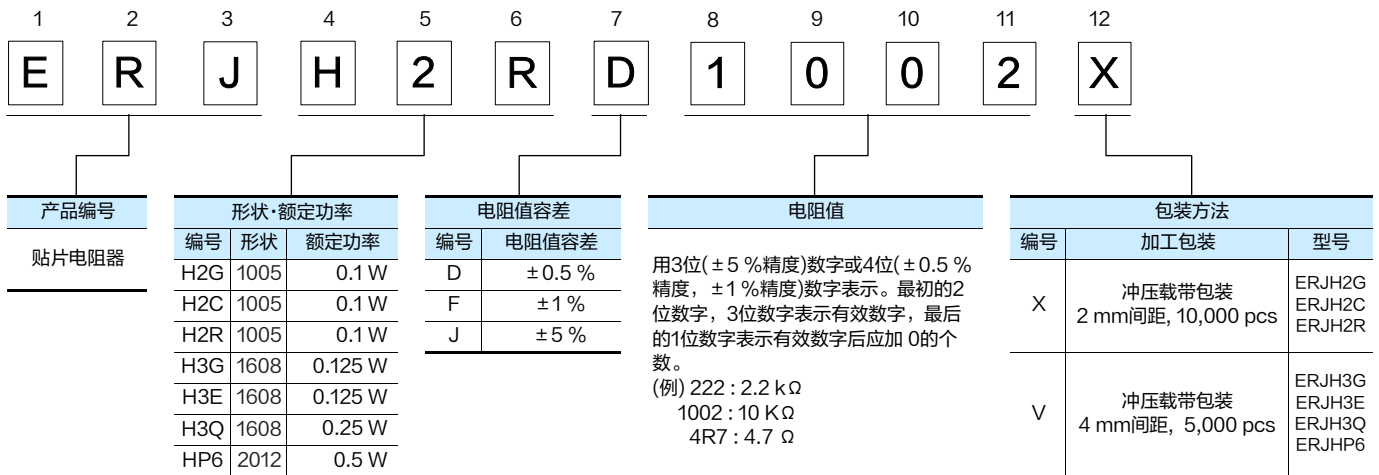 1 2 3 4 5 6 7 8 9 10 11 12
E R J H 2 R D 1 0 0 2 X
产品编号
贴片电阻器
形状·额定功率
编号 形状 额定功率
H2G 1005 0.1 W
H2C 1005 0.1 W
H2R 1005 0.1 W
H3G 1608 0.125 W
H3E 1608 0.125 W
H3Q 1608 0.25 W
HP6 2012 0.5 W
电阻值容差
编号 电阻值容差
D ±0.5 %
F ±1 %
J ±5 %
电阻值
用3位(±5 %精度)数字或4位(±0.5 %
精度，±1 %精度)数字表示。最初的2
位数字，3位数字表示有效数字，最后
的1位数字表示有效数字后应加 0的个
数。
(例) 222 : 2.2 kΩ
1002 : 10 KΩ
4R7 : 4.7 Ω
包装方法
编号 加工包装 型号
X 冲压载带包装 2 mm间距, 10,000 pcs
ERJH2G
ERJH2C
ERJH2R
V 冲压载带包装 4 mm间距, 5,000 pcs
ERJH3G
ERJH3E
ERJH3Q
ERJHP6